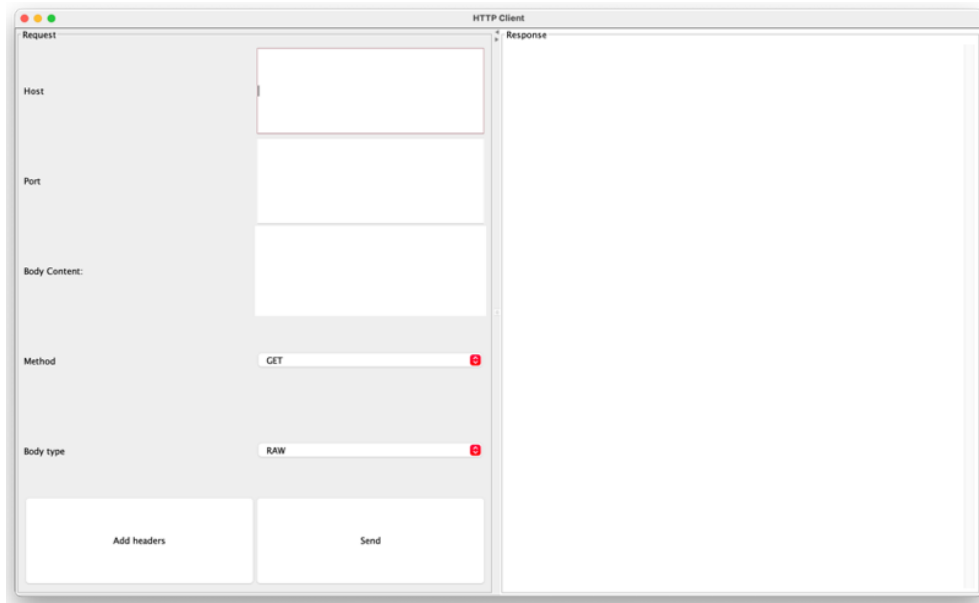 HTTP Client
Request
Response
Host
Port
Body Content:
Method
GET
Body type
RAW
Add headers
Send